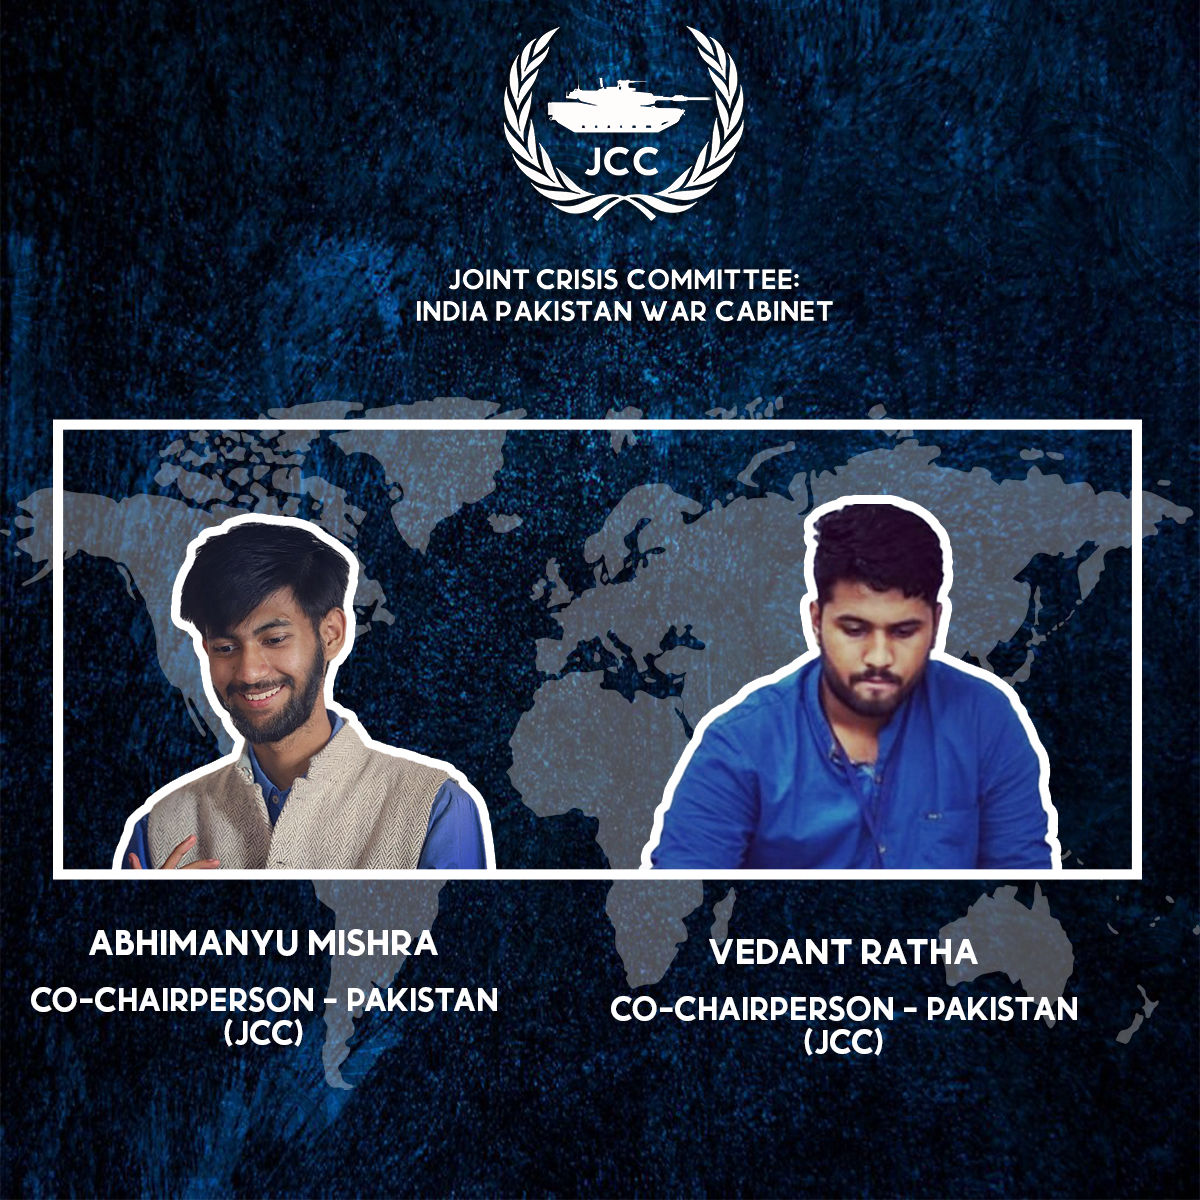 JCC
JOINT CRISIS COMMITTEE:
INDIA PAKISTAN WAR CABINET
ABHIMANYU MISHRA
CO-CHAIRPERSON - PAKISTAN
(JCC)
VEDANT RATHA
CO-CHAIRPERSON - PAKISTAN
(JCC)